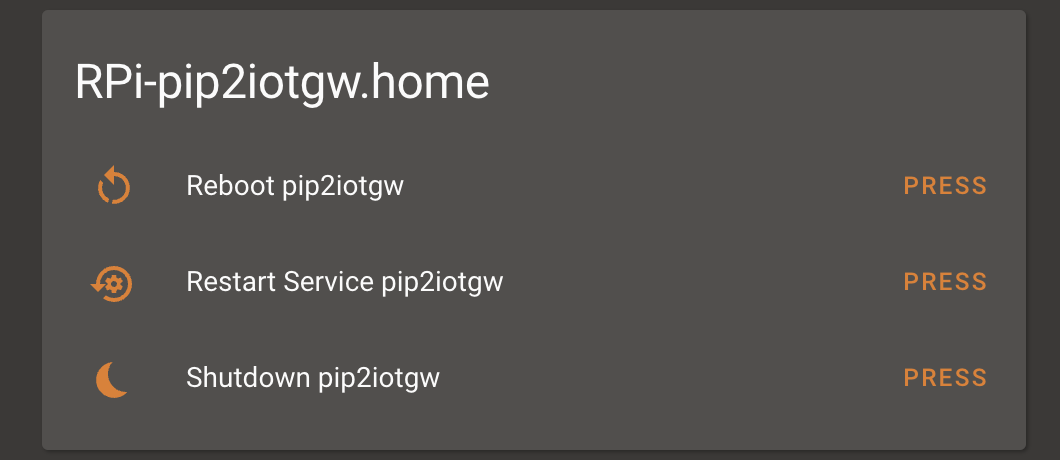 RPi-pip2iotgw.home
Reboot pip2iotgw PRESS
Restart Service pip2iotgw PRESS
Shutdown pip2iotgw PRESS